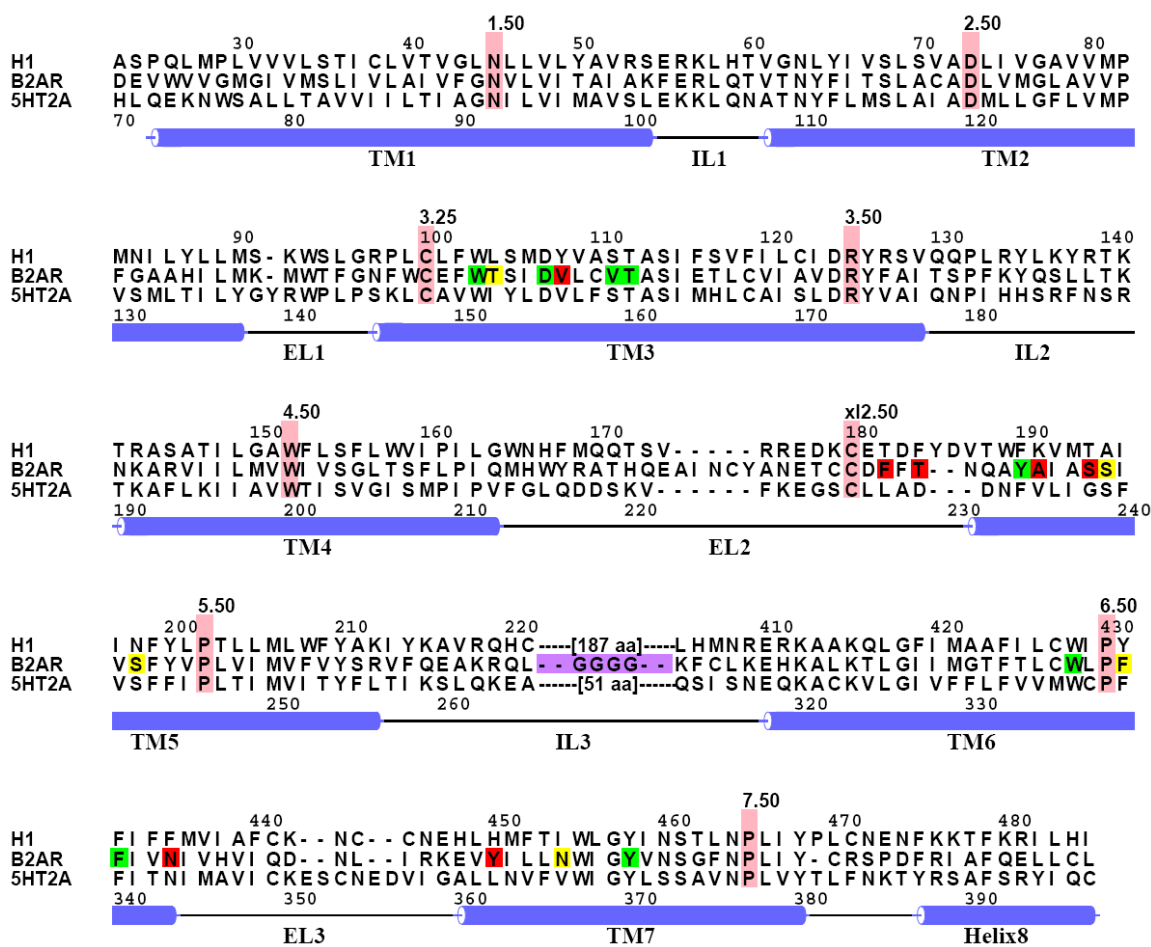 1.50 2.50
30 40 50 60 70 80
H1 ASPQLMPLVVVLSTICLVTVGLNLLVLYAVRSERKLHTVGNLYIVSLSVADLIVGAVVMP
B2AR DEVWVVGMGIVMSLIVLAIVFGNVLVITAIAKFERLQTVTNYFITSLACADLVMGLAVVP
5HT2A HLQEKNWSALLTAVVIILTIAGNILVIMAVSLEKKLQNATNYFLMSLAIADMLLGFLVMP
70 80 90 100 110 120
TM1 IL1 TM2
3.25 3.50
90 100 110 120 130 140
H1 MNILYLLMS-KWSLGRPLCLFWLSMDYVASTASIFSVFILCIDRYRSVQQPLRYLKYRTK
B2AR FGAAHILMK-MWTFGNFWCEFWTSIDVLCVTASIETLCVIAVDRYFAITSPFKYQSLLTK
5HT2A VSMLTILYGYRWPLPSKLCAVWIYLDVLFSTASIMHLCAISLDRYVAIQNPIHHSRFNSR
130 140 150 160 170 180
EL1 TM3 IL2
4.50 xl2.50
150 160 170 180 190
H1 TRASATILGAWFLSFLWVIPILGWNHFMQQTSV-----RREDKCETDFYDVTWFKVMTAI
B2AR NKARVIILMVWIVSGLTSFLPIQMHWYRATHQEAINCYANETCCDFFT--NQAYAIASSI
5HT2A TKAFLKIIAVWTISVGISMPIPVFGLQDDSKV------FKEGSCLLAD---DNFVLIGSF
190 200 211 222 230 240
TM4 EL2
5.50 6.50
200 210 220 410 420 430
H1 INFYLPTLLMLWFYAKIYKAVRQHC-----[187 aa]-----LHMNRERKAAKQLGFIMAAFILCWIPY
B2AR VSFYVPLVIMVFVYSRVFQEAKRQL--GGGG--KFCLKEHKALKTLGIIMGTFTLCWLPF
5HT2A VSFFIPLTIMVITYFLTIKSLQKEA-----[51 aa]-----QSISNEQKACKVLGIVFFLFVVMWCPF
250 260 320 330
TM5 IL3 TM6
7.50
440 450 460 470 480
H1 FIFFMVIAFCK--NC--CNEHLHMFTIWLGYINSTLNPLIYPLCNENFKKTFKRILHI
B2AR FIVNIVHVIQD--NL--IRKEVYILLNWIGYVNSGFNPLIY-CRSPDFRIAFQELLCL
5HT2A FITNIMAVICKESCNEDVIGALLNVFVWIGYLSSAVNPLVYTLFNKTYRSAFSRYIQC
340 350 360 370 380 390
EL3 TM7 Helix8